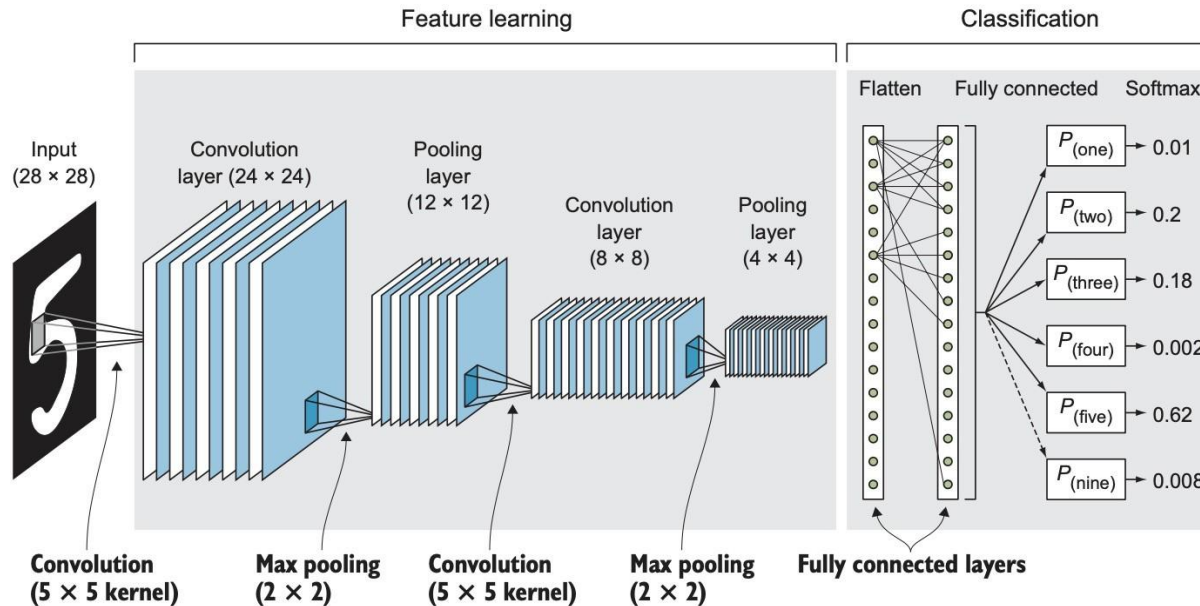 Feature learning
Classification
Input
(28 × 28)
Convolution
layer (24 × 24)
Pooling
layer
(12 × 12)
Convolution
layer
(8 × 8)
Pooling
layer
(4 × 4)
Flatten
Fully connected
Softmax
P(one)
0.01
P(two)
0.2
P(three)
0.18
P(four)
0.002
P(five)
0.62
P(nine)
0.008
Convolution
(5 × 5 kernel)
Max pooling
(2 × 2)
Convolution
(5 × 5 kernel)
Max pooling
(2 × 2)
Fully connected layers